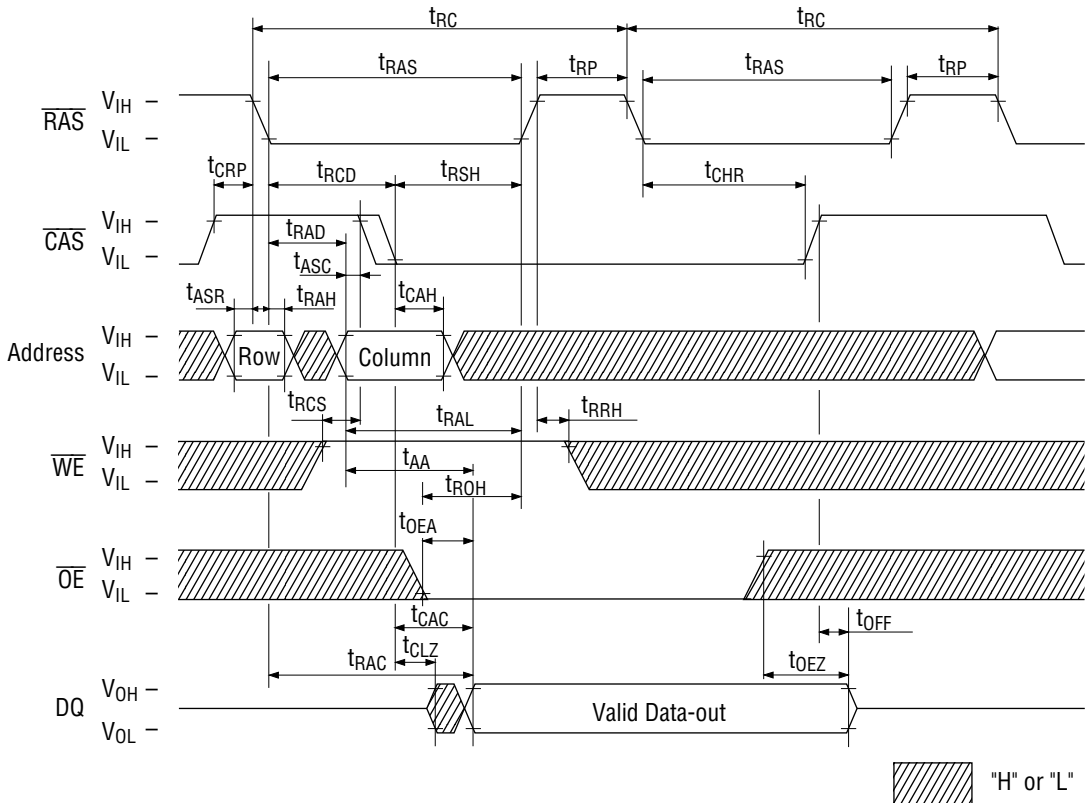 tRC tRC
tRAS tRP tRAS tRP
RAS VIH –
VIL –
tCRP tRCD tRSH tCHR
CAS VIH –
VIL –
tRAD
tASC
tASR tRAH tCAH
Address VIH –
VIL –
Row Column
tRCS tRAL tRRH
WE VIH –
VIL –
tAA
tROH
tOEA
OE VIH –
VIL –
tCAC tOFF
tCLZ
tRAC tOEZ
DQ VOH –
VOL –
Valid Data-out
"H" or "L"